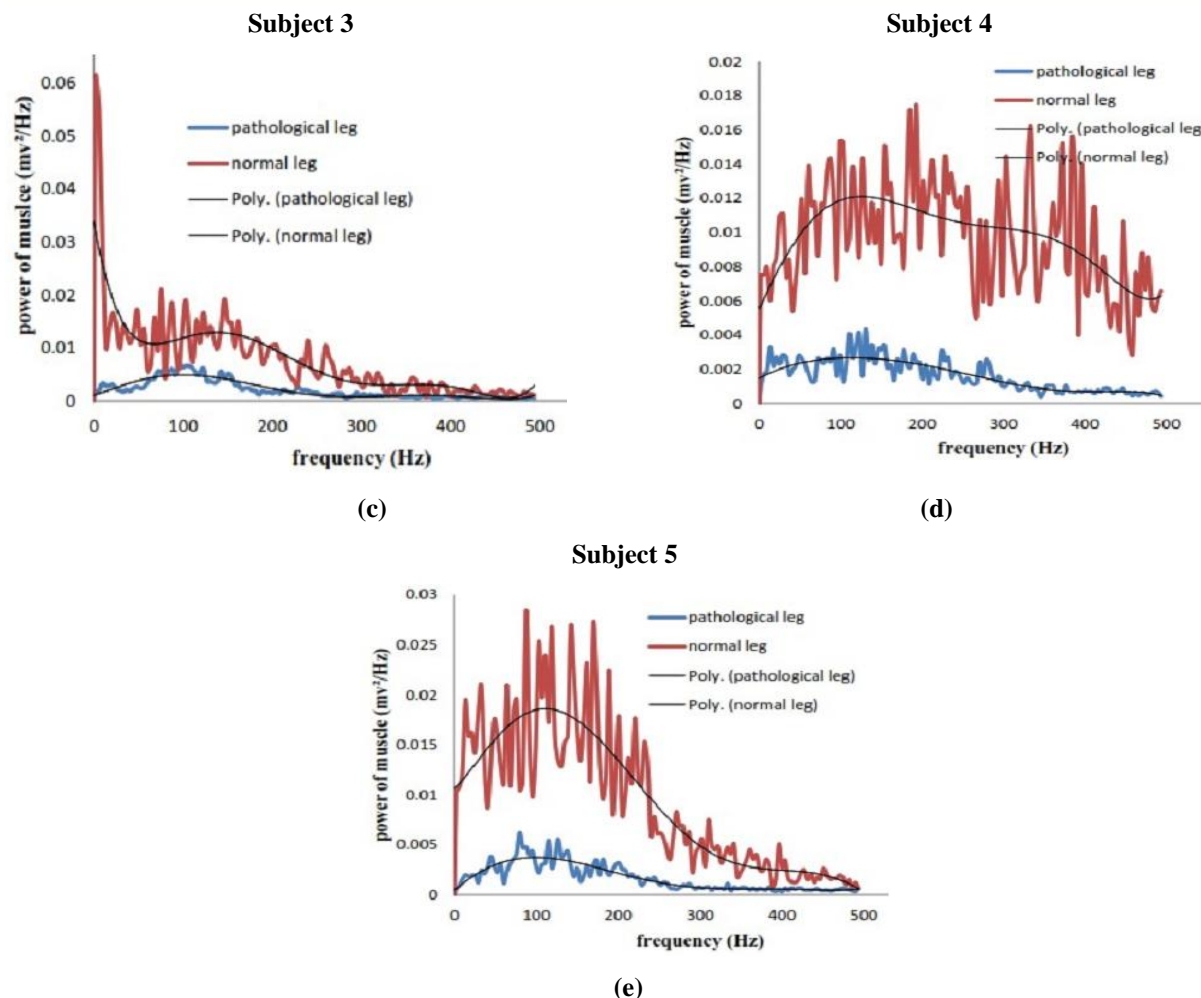 Subject 3
Subject 4
power of muslce (mv²/Hz)
0.06
0.05
0.04
0.03
0.02
0.01
0
pathological leg
normal leg
Poly. (pathological leg)
Poly. (normal leg)
0 100 200 300 400 500
frequency (Hz)
(c)
power of muscle (mv²/Hz)
0.02
0.018
0.016
0.014
0.012
0.01
0.008
0.006
0.004
0.002
0
pathological leg
normal leg
Poly. (pathological leg
Poly. (normal leg)
0 100 200 300 400 500
frequency (Hz)
(d)
Subject 5
power of muscle (mv²/Hz)
0.03
0.025
0.02
0.015
0.01
0.005
0
pathological leg
normal leg
Poly. (pathological leg)
Poly. (normal leg)
0 100 200 300 400 500
frequency (Hz)
(e)